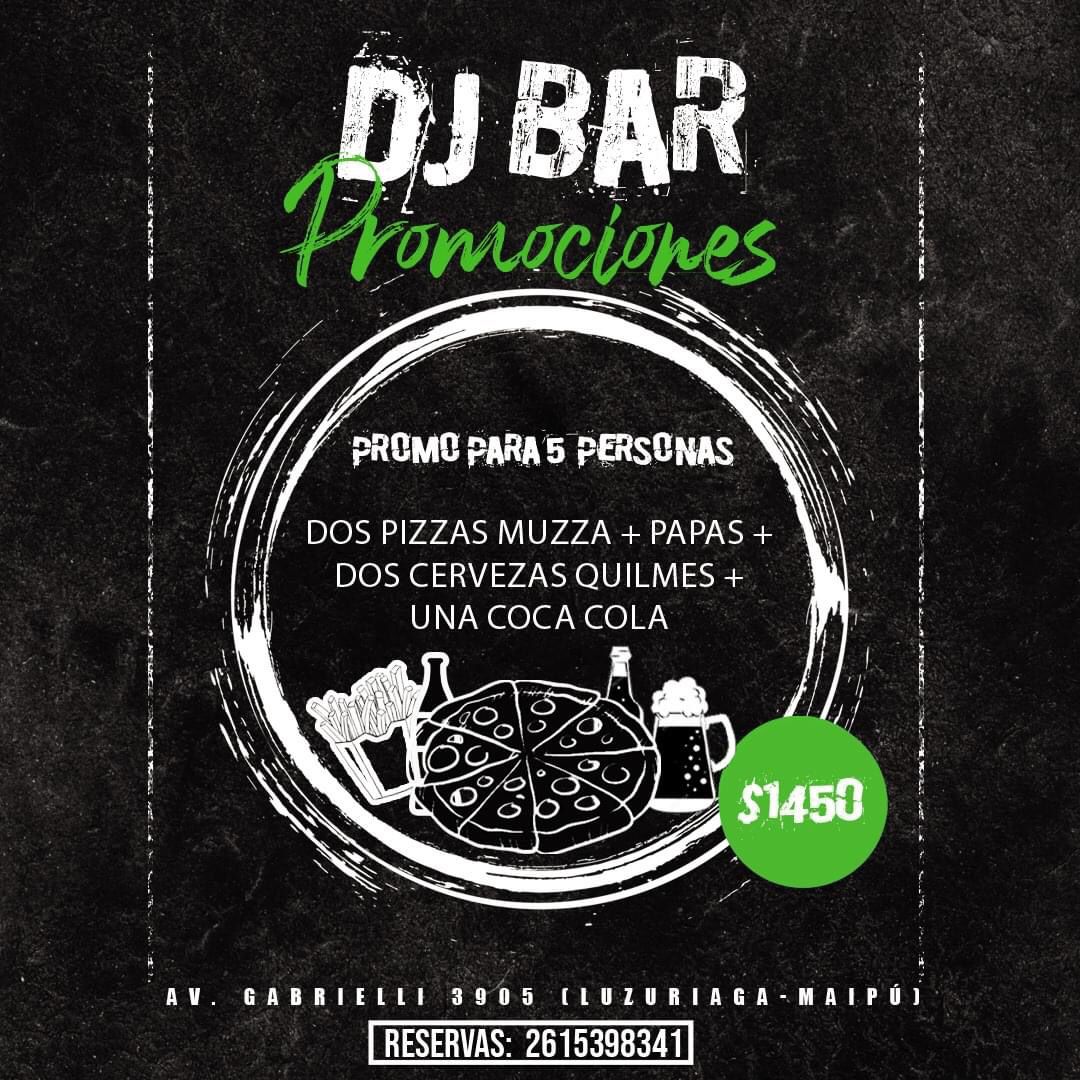 DJ BAR
Promociones
PROMO PARA 5 PERSONAS
DOS PIZZAS MUZZA + PAPAS +
DOS CERVEZAS QUILMES +
UNA COCA COLA
$1450
AV. GABRIELLI 3905 (LUZURIAGA-MAIPÚ)
RESERVAS: 2615398341